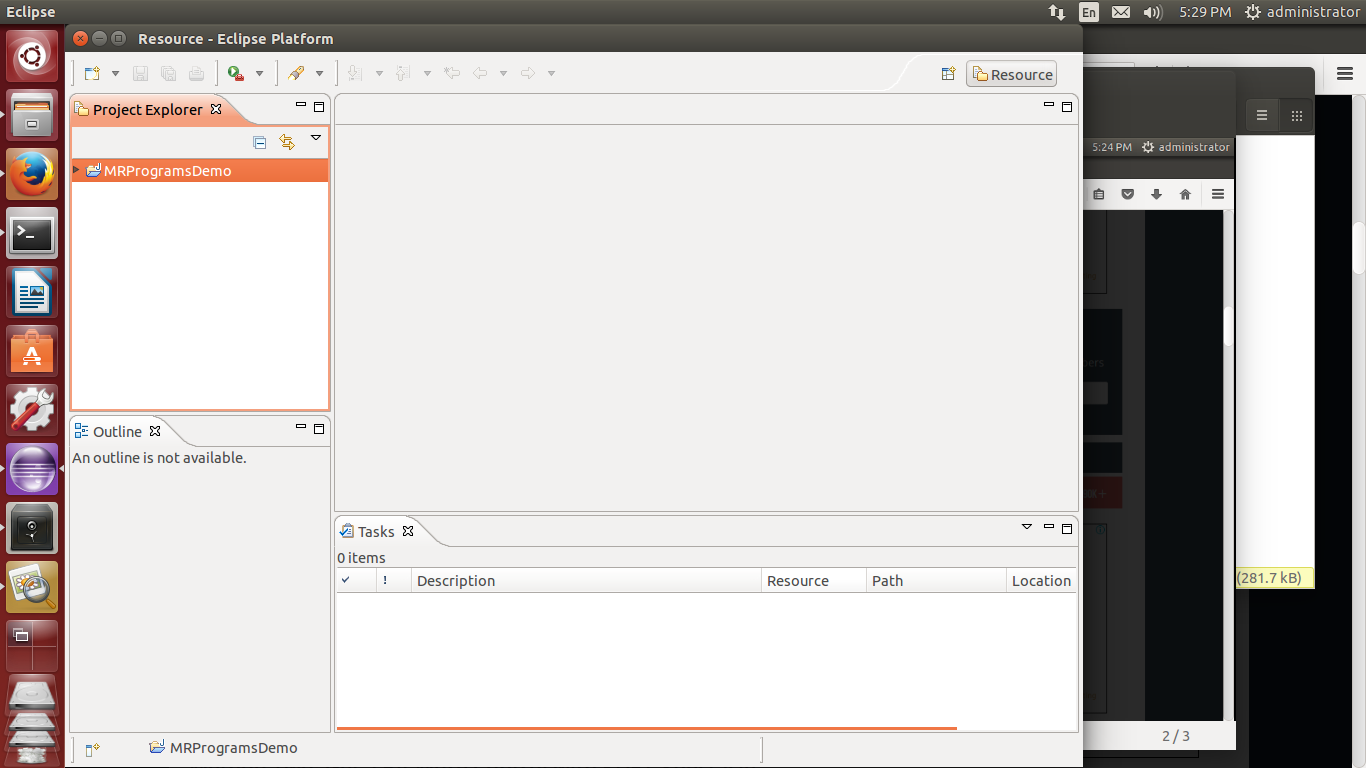 Eclipse
En
5:29 PM
administrator
Resource - Eclipse Platform
Resource
Project Explorer
MRProgramsDemo
5:24 PM
administrator
Outline
An outline is not available.
Tasks
0 items
! Description Resource Path Location
(281.7 kB)
MRProgramsDemo
2 / 3